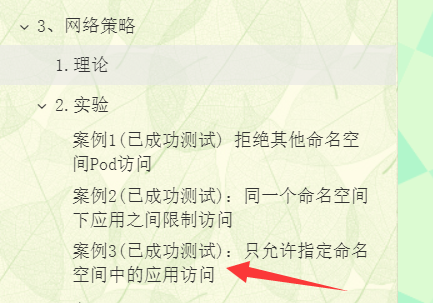 3、网络策略
1.理论
2.实验
案例1(已成功测试) 拒绝其他命名空
间Pod访问
案例2(已成功测试)：同一个命名空间
下应用之间限制访问
案例3(已成功测试)：只允许指定命名
空间中的应用访问